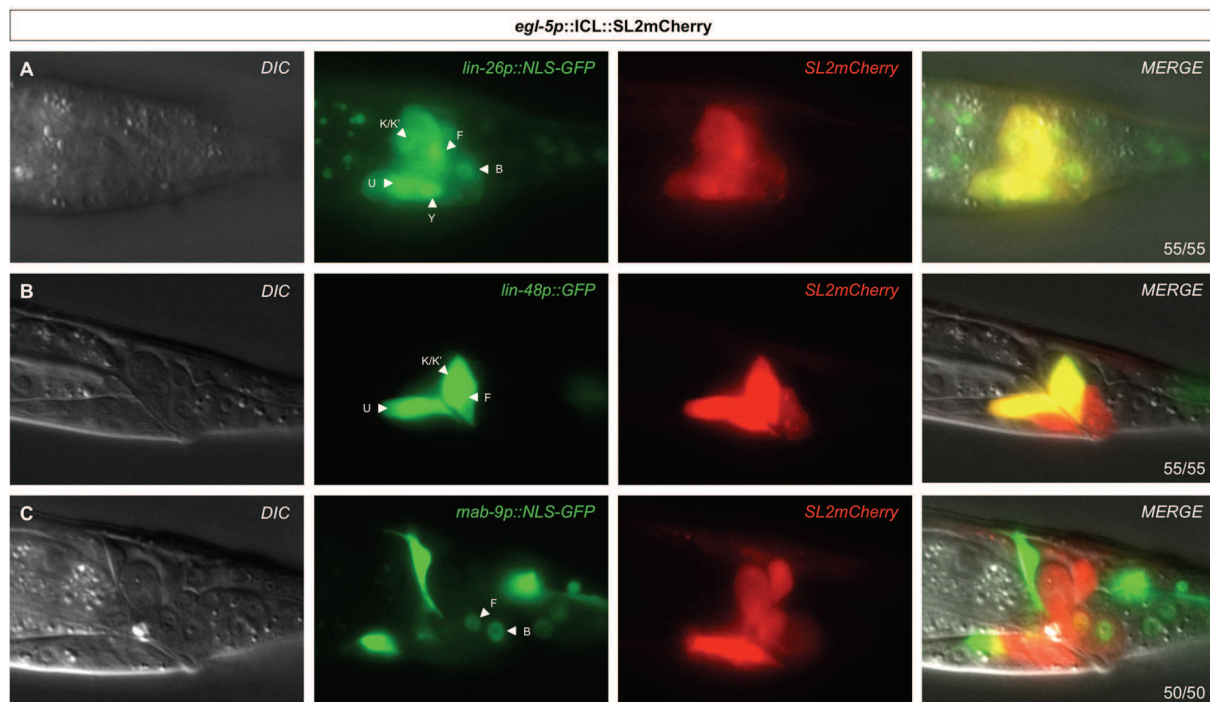 egl-5p::ICL::SL2mCherry
A DIC lin-26p::NLS-GFP SL2mCherry MERGE
K/K'
F
B
U
Y
55/55
B DIC lin-48p::GFP SL2mCherry MERGE
K/K'
F
U
55/55
C DIC mab-9p::NLS-GFP SL2mCherry MERGE
F
B
50/50